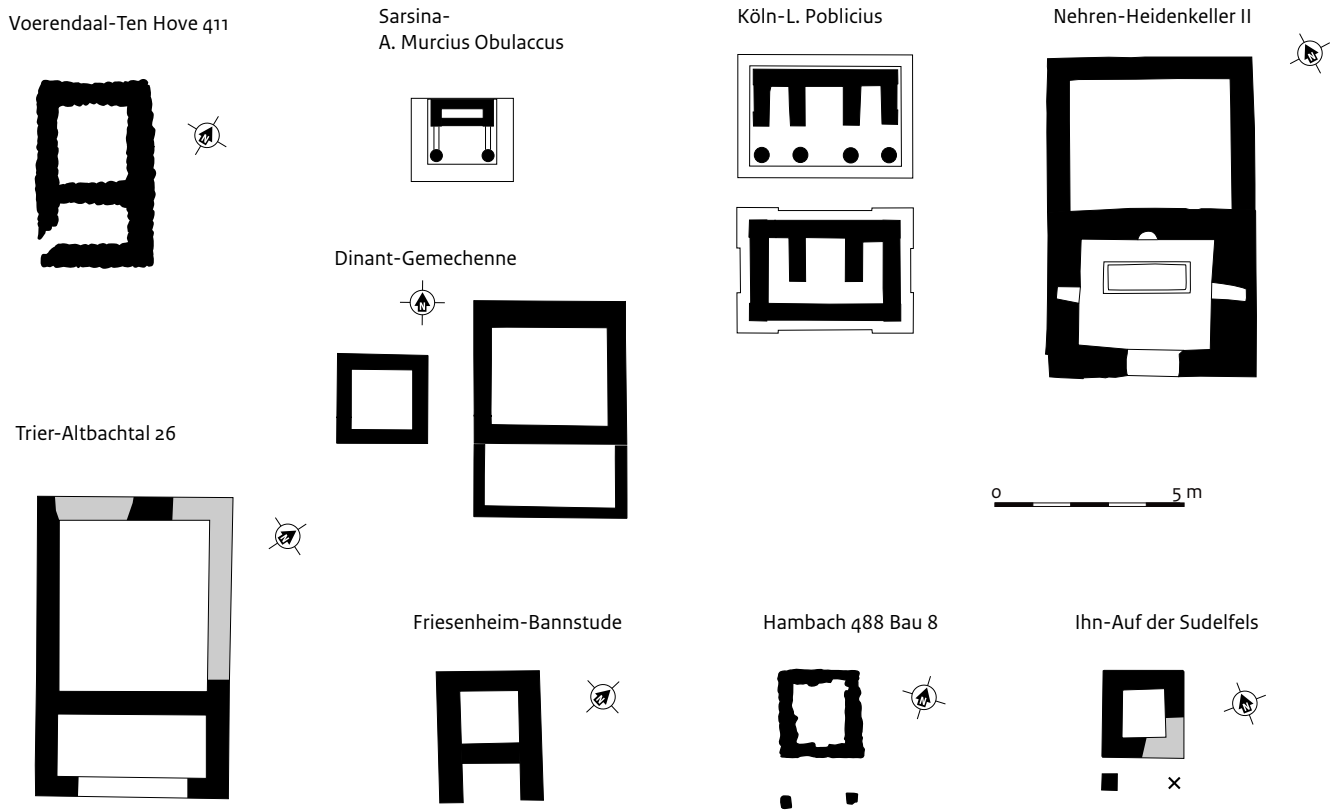 Voerendaal-Ten Hove 411
Sarsina-
A. Murcius Obulaccus
Köln-L. Poblicius
Nehren-Heidenkeller II
N
N
Dinant-Gemechenne
N
Trier-Altbachtal 26
0 5 m
N
Friesenheim-Bannstude
Hambach 488 Bau 8
Ihn-Auf der Sudelfels
N
N
N